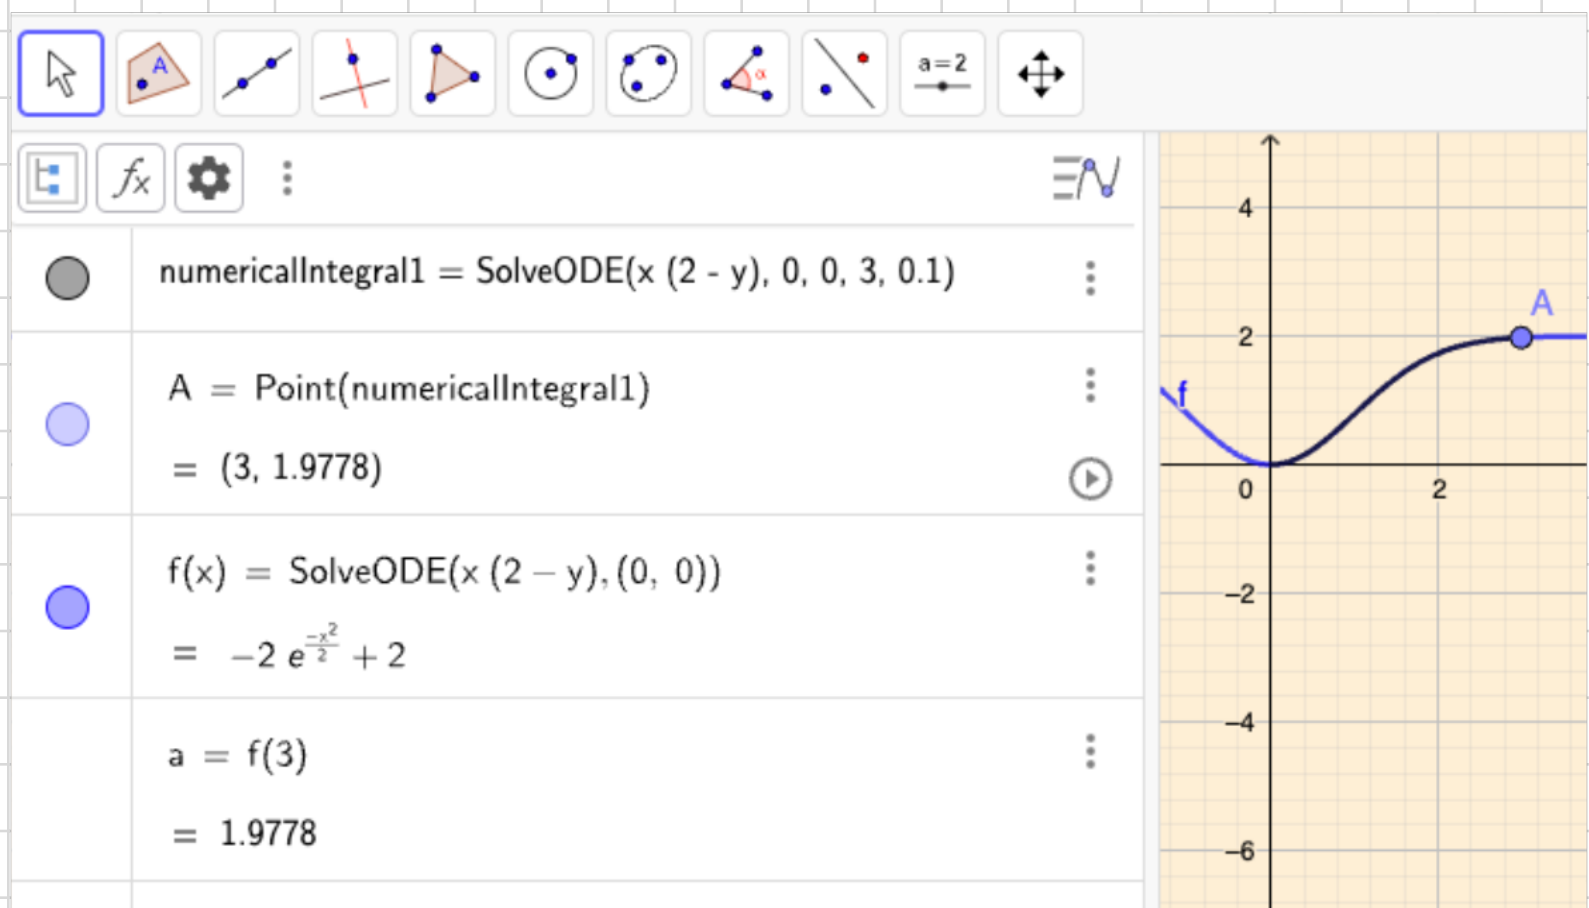 A
α
a=2
fx
numericalIntegral1 = SolveODE(x (2 - y), 0, 0, 3, 0.1)
A = Point(numericalIntegral1)
= (3, 1.9778)
f(x) = SolveODE(x (2 − y), (0, 0))
= −2 e^(−x²/2) + 2
a = f(3)
= 1.9778
4
A
2
f
0
2
−2
−4
−6